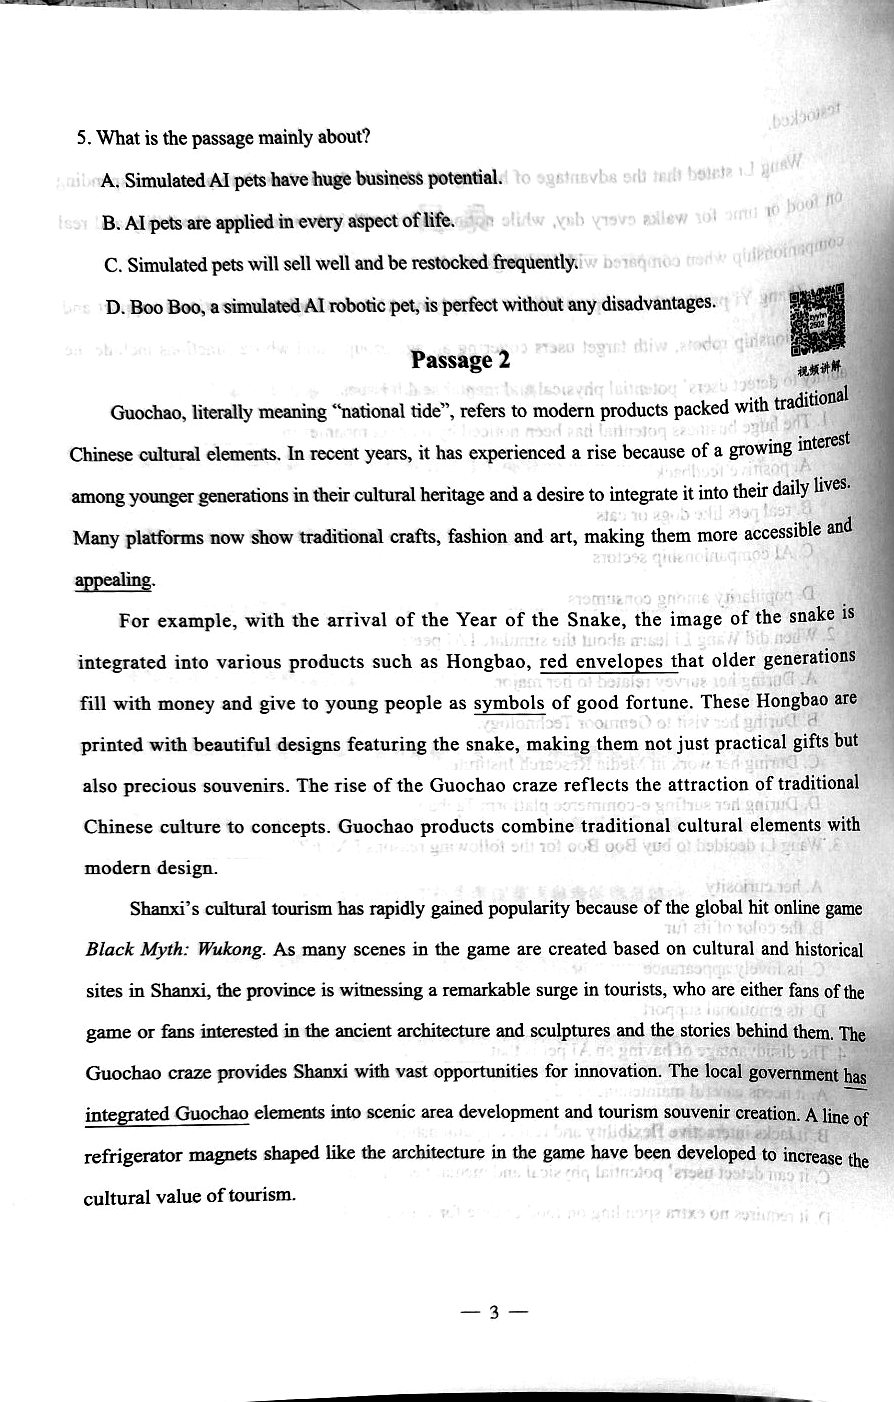 5. What is the passage mainly about?
A. Simulated AI pets have huge business potential.
B. AI pets are applied in every aspect of life.
C. Simulated pets will sell well and be restocked frequently.
D. Boo Boo, a simulated AI robotic pet, is perfect without any disadvantages.
视频讲解
Passage 2
Guochao, literally meaning “national tide”, refers to modern products packed with traditional
Chinese cultural elements. In recent years, it has experienced a rise because of a growing interest
among younger generations in their cultural heritage and a desire to integrate it into their daily lives.
Many platforms now show traditional crafts, fashion and art, making them more accessible and
appealing.
For example, with the arrival of the Year of the Snake, the image of the snake is
integrated into various products such as Hongbao, red envelopes that older generations
fill with money and give to young people as symbols of good fortune. These Hongbao are
printed with beautiful designs featuring the snake, making them not just practical gifts but
also precious souvenirs. The rise of the Guochao craze reflects the attraction of traditional
Chinese culture to concepts. Guochao products combine traditional cultural elements with
modern design.
Shanxi’s cultural tourism has rapidly gained popularity because of the global hit online game
Black Myth: Wukong. As many scenes in the game are created based on cultural and historical
sites in Shanxi, the province is witnessing a remarkable surge in tourists, who are either fans of the
game or fans interested in the ancient architecture and sculptures and the stories behind them. The
Guochao craze provides Shanxi with vast opportunities for innovation. The local government has
integrated Guochao elements into scenic area development and tourism souvenir creation. A line of
refrigerator magnets shaped like the architecture in the game have been developed to increase the
cultural value of tourism.
— 3 —